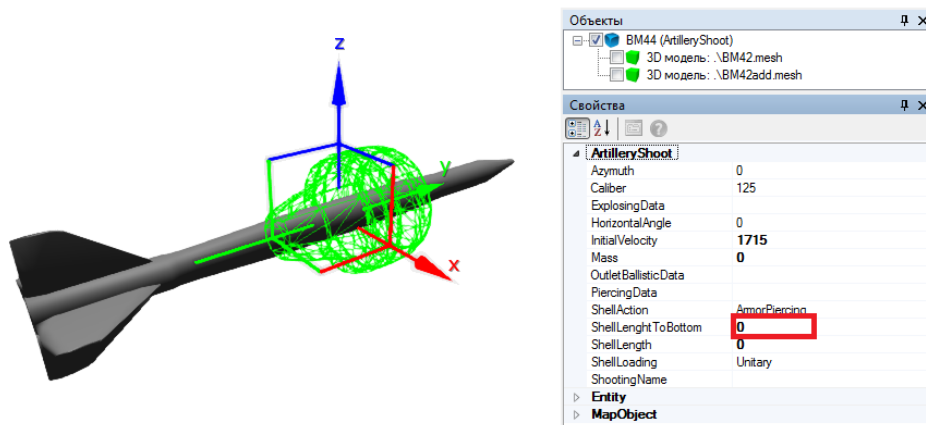 Z
y
X
Объекты
BM44 (ArtilleryShoot)
3D модель: .\BM42.mesh
3D модель: .\BM42add.mesh
Свойства
ArtilleryShoot
Azymuth 0
Caliber 125
ExplosingData
HorizontalAngle 0
InitialVelocity 1715
Mass 0
OutletBallisticData
PiercingData
ShellAction ArmorPiercing
ShellLenghtToBottom 0
ShellLength 0
ShellLoading Unitary
ShootingName
Entity
MapObject